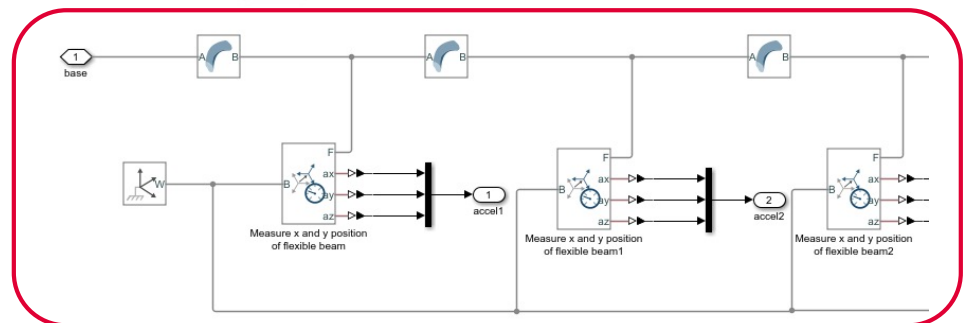 1
base
A B
A B
A B
W
B
F
ax
ay
az
Measure x and y position
of flexible beam
1
accel1
B
F
ax
ay
az
Measure x and y position
of flexible beam1
2
accel2
B
F
ax
ay
az
Measure x and y position
of flexible beam2